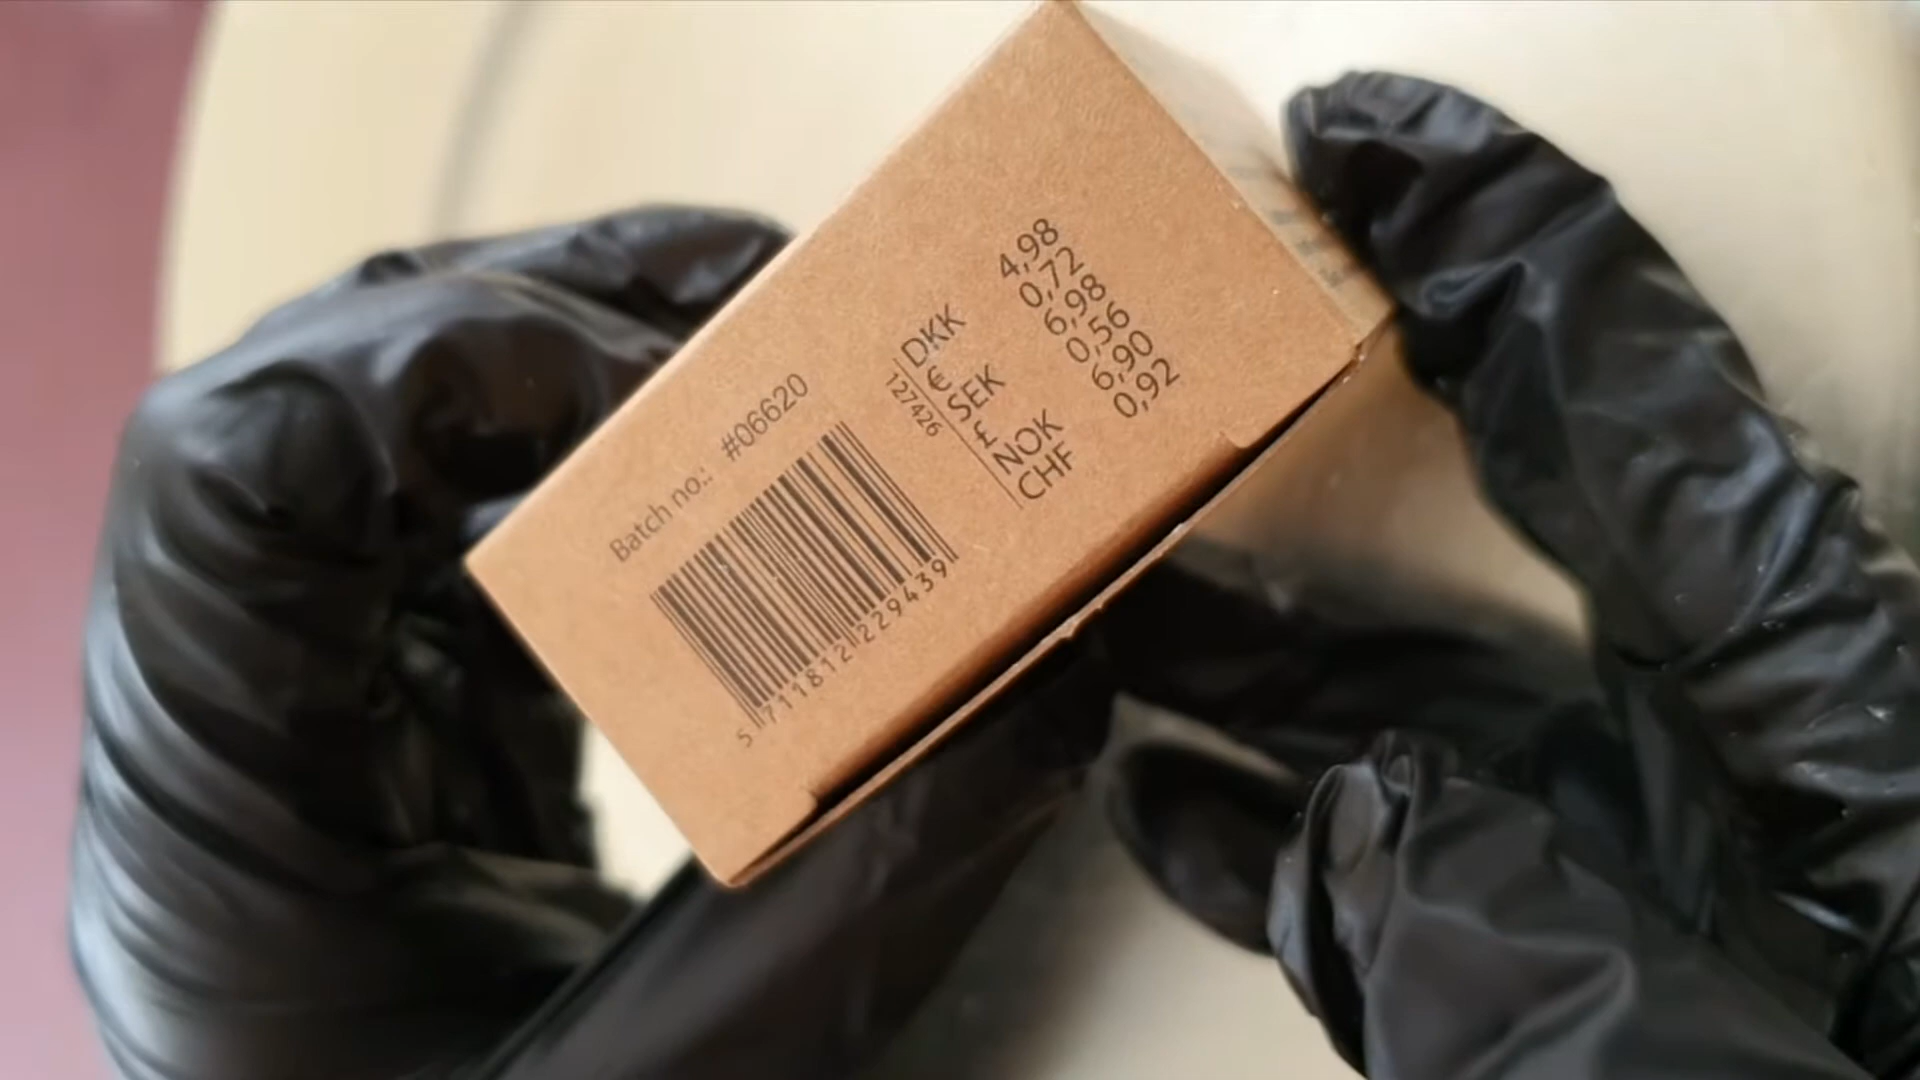 Batch no.: #06620
5 711812 229439
127426
DKK 4,98
€ 0,72
SEK 6,98
£ 0,56
NOK 6,90
CHF 0,92